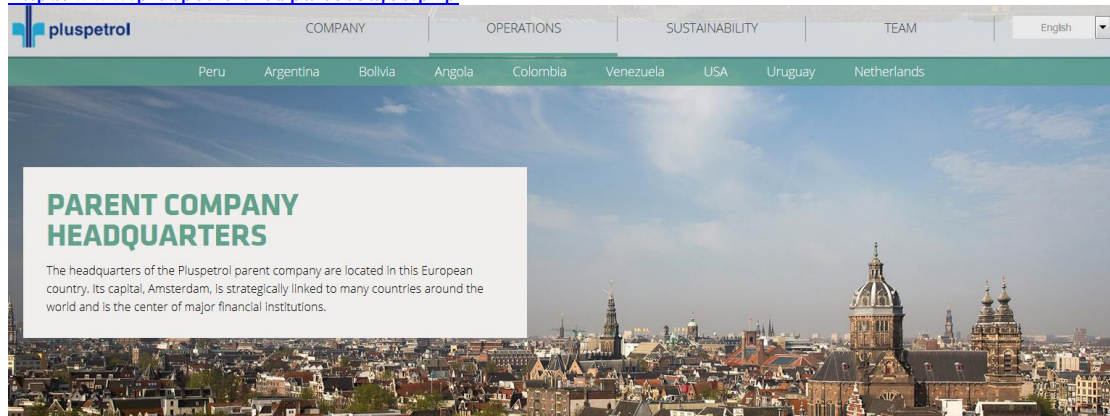 pluspetrol
COMPANY OPERATIONS SUSTAINABILITY TEAM English
Peru Argentina Bolivia Angola Colombia Venezuela USA Uruguay Netherlands
PARENT COMPANY
HEADQUARTERS
The headquarters of the Pluspetrol parent company are located in this European
country. Its capital, Amsterdam, is strategically linked to many countries around the
world and is the center of major financial institutions.